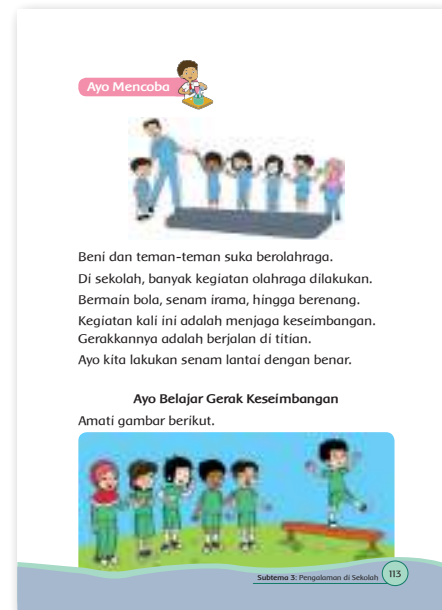 Ayo Mencoba
Beni dan teman-teman suka berolahraga.
Di sekolah, banyak kegiatan olahraga dilakukan.
Bermain bola, senam irama, hingga berenang.
Kegiatan kali ini adalah menjaga keseimbangan.
Gerakkannya adalah berjalan di titian.
Ayo kita lakukan senam lantai dengan benar.
Ayo Belajar Gerak Keseimbangan
Amati gambar berikut.
Subtema 3: Pengalaman di Sekolah
113